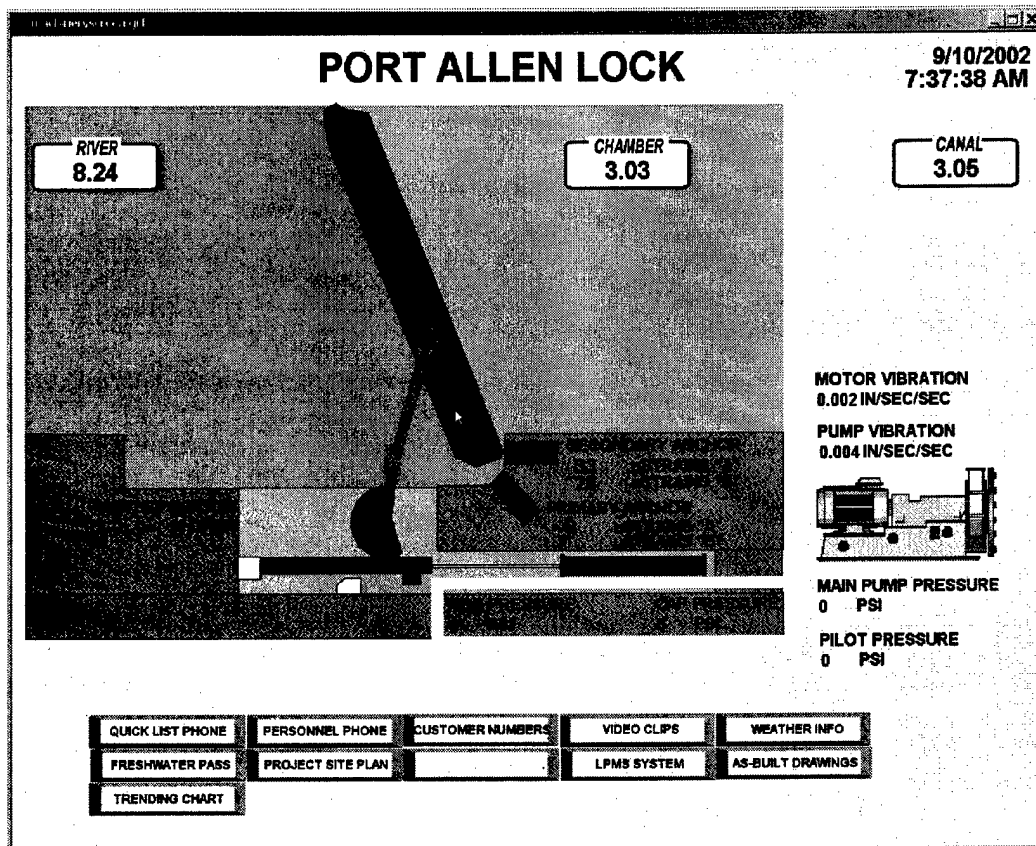 PORT ALLEN LOCK
9/10/2002
7:37:38 AM
RIVER
8.24
CHAMBER
3.03
CANAL
3.05
MOTOR VIBRATION
0.002 IN/SEC/SEC
PUMP VIBRATION
0.004 IN/SEC/SEC
MAIN PUMP PRESSURE
0 PSI
PILOT PRESSURE
0 PSI
QUICK LIST PHONE
PERSONNEL PHONE
CUSTOMER NUMBERS
VIDEO CLIPS
WEATHER INFO
FRESHWATER PASS
PROJECT SITE PLAN
LPMS SYSTEM
AS-BUILT DRAWINGS
TRENDING CHART